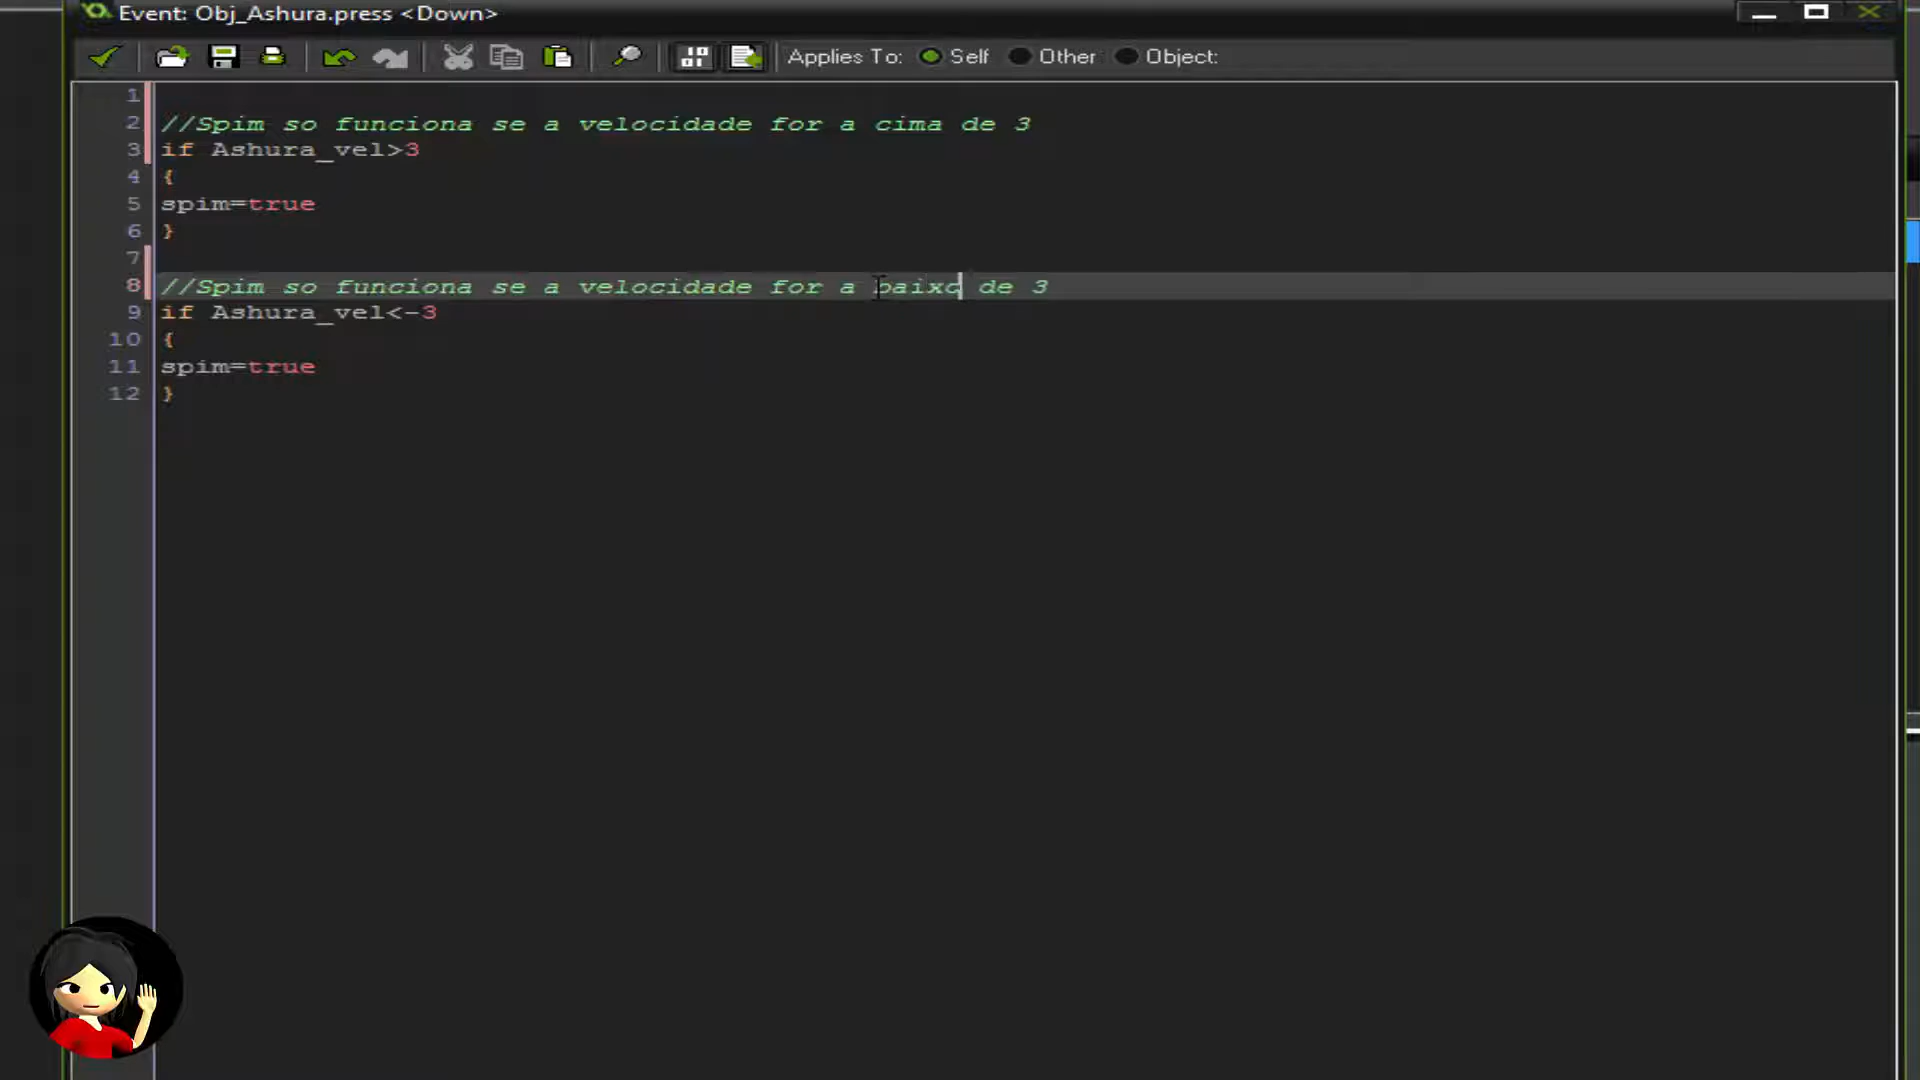 Event: Obj_Ashura.press <Down>
Applies To: Self Other Object:
1
2 //Spim so funciona se a velocidade for a cima de 3
3 if Ashura_vel>3
4 {
5 spim=true
6 }
7
8 //Spim so funciona se a velocidade for a baixo de 3
9 if Ashura_vel<-3
10 {
11 spim=true
12 }